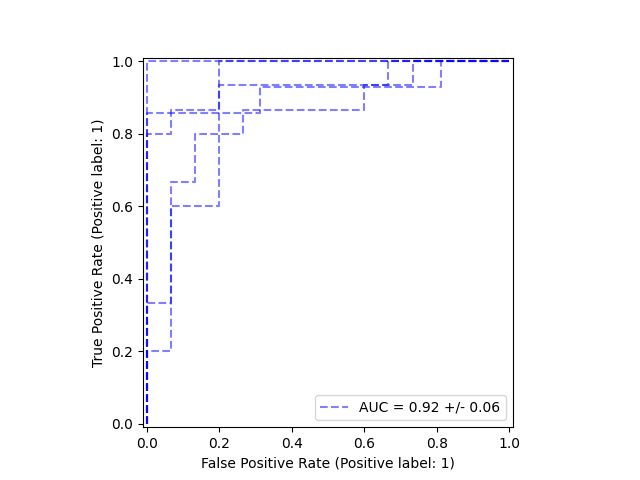 1.0
0.8
0.6
0.4
0.2
0.0
True Positive Rate (Positive label: 1)
AUC = 0.92 +/- 0.06
0.0 0.2 0.4 0.6 0.8 1.0
False Positive Rate (Positive label: 1)